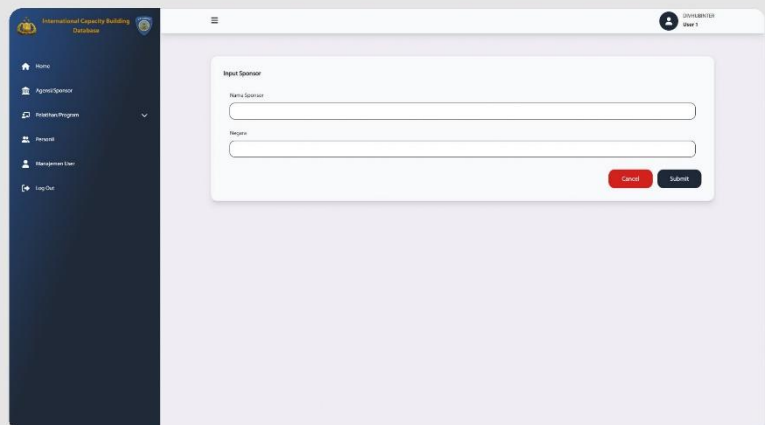 International Capacity Building
Database
DIVHUBINTER
User 1
Home
Agensi/Sponsor
Pelatihan/Program
Personil
Manajemen User
Log Out
Input Sponsor
Nama Sponsor
Negara
Cancel
Submit